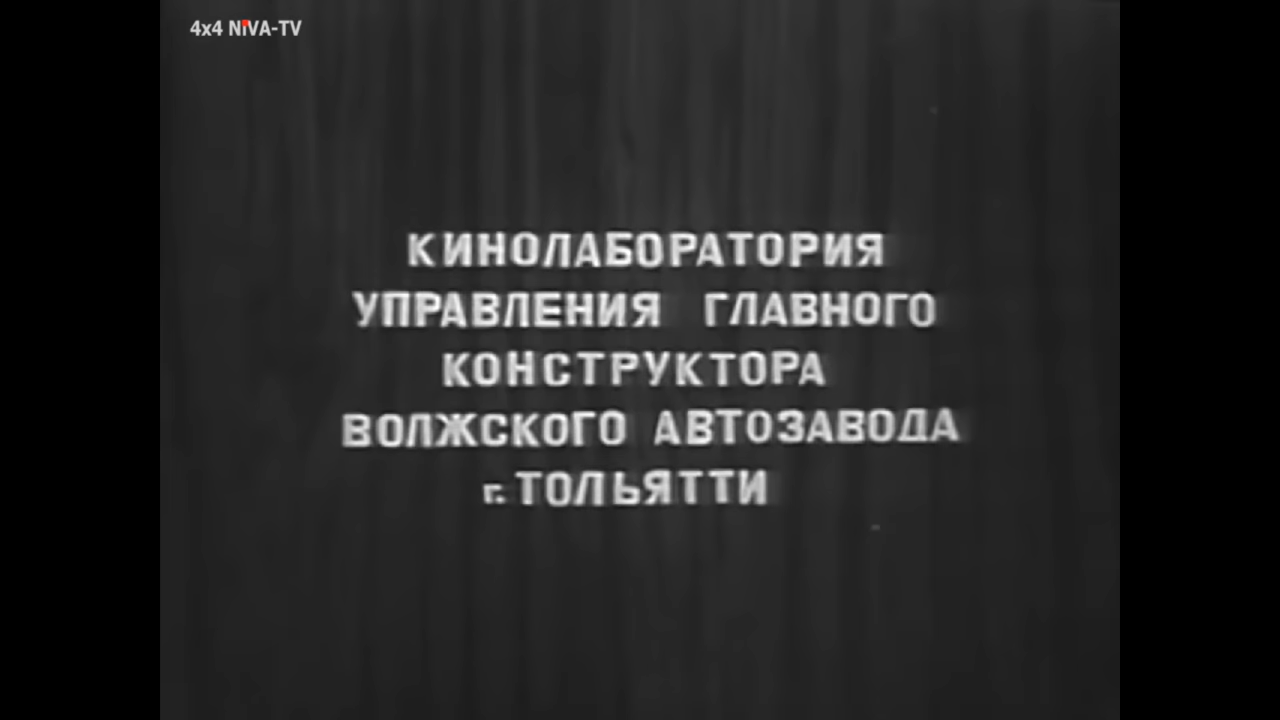 4x4 NiVA-TV
КИНОЛАБОРАТОРИЯ
УПРАВЛЕНИЯ ГЛАВНОГО
КОНСТРУКТОРА
ВОЛЖСКОГО АВТОЗАВОДА
г. ТОЛЬЯТТИ